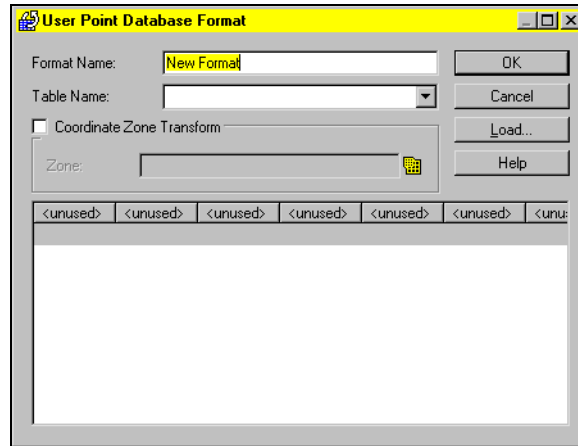 User Point Database Format
Format Name: New Format OK
Table Name: Cancel
Coordinate Zone Transform Load...
Zone: Help
<unused> <unused> <unused> <unused> <unused> <unused> <unu: